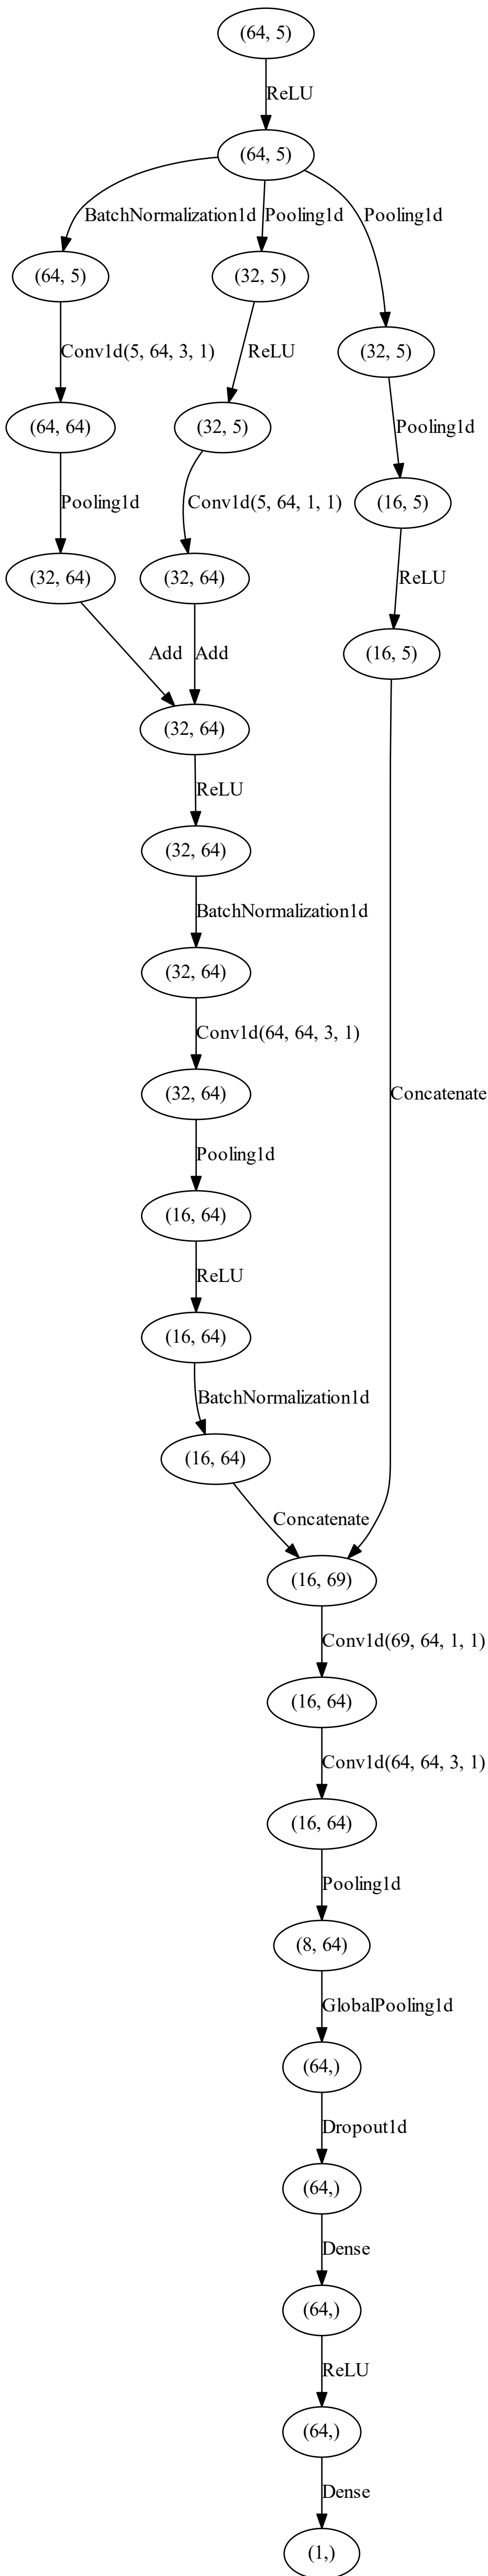 (64, 5)
ReLU
(64, 5)
BatchNormalization1d Pooling1d Pooling1d
(64, 5) (32, 5)
(32, 5)
Conv1d(5, 64, 3, 1) ReLU
(64, 64) (32, 5)
Pooling1d
(16, 5)
Pooling1d Conv1d(5, 64, 1, 1)
(32, 64) (32, 64)
ReLU
(16, 5)
Add Add
(32, 64)
ReLU
(32, 64)
BatchNormalization1d
(32, 64)
Conv1d(64, 64, 3, 1)
(32, 64)
Concatenate
Pooling1d
(16, 64)
ReLU
(16, 64)
BatchNormalization1d
(16, 64)
Concatenate
(16, 69)
Conv1d(69, 64, 1, 1)
(16, 64)
Conv1d(64, 64, 3, 1)
(16, 64)
Pooling1d
(8, 64)
GlobalPooling1d
(64,)
Dropout1d
(64,)
Dense
(64,)
ReLU
(64,)
Dense
(1,)